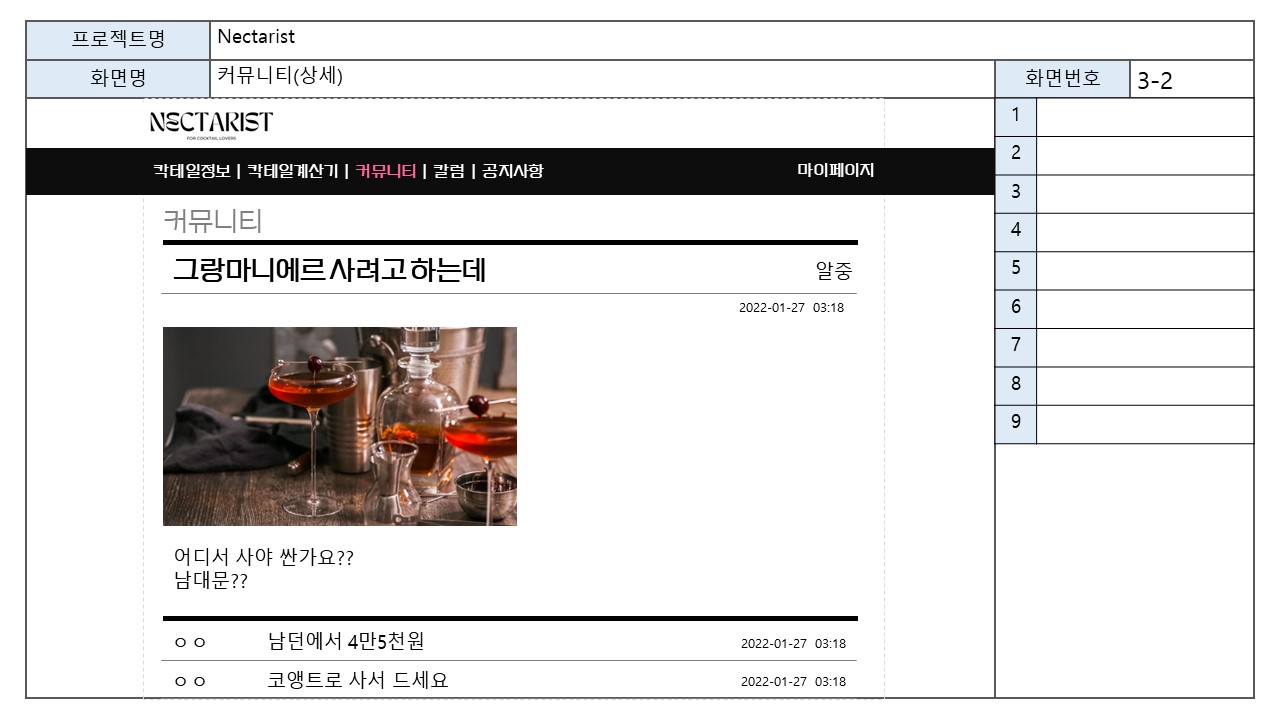 프로젝트명 Nectarist
화면명 커뮤니티(상세) 화면번호 3-2
NECTARIST
FOR COCKTAIL LOVERS
칵테일정보 | 칵테일계산기 | 커뮤니티 | 칼럼 | 공지사항 마이페이지
커뮤니티
그랑마니에르 사려고 하는데 알중
2022-01-27 03:18
어디서 사야 싼가요??
남대문??
ㅇㅇ 남던에서 4만5천원 2022-01-27 03:18
ㅇㅇ 코앵트로 사서 드세요 2022-01-27 03:18
1
2
3
4
5
6
7
8
9